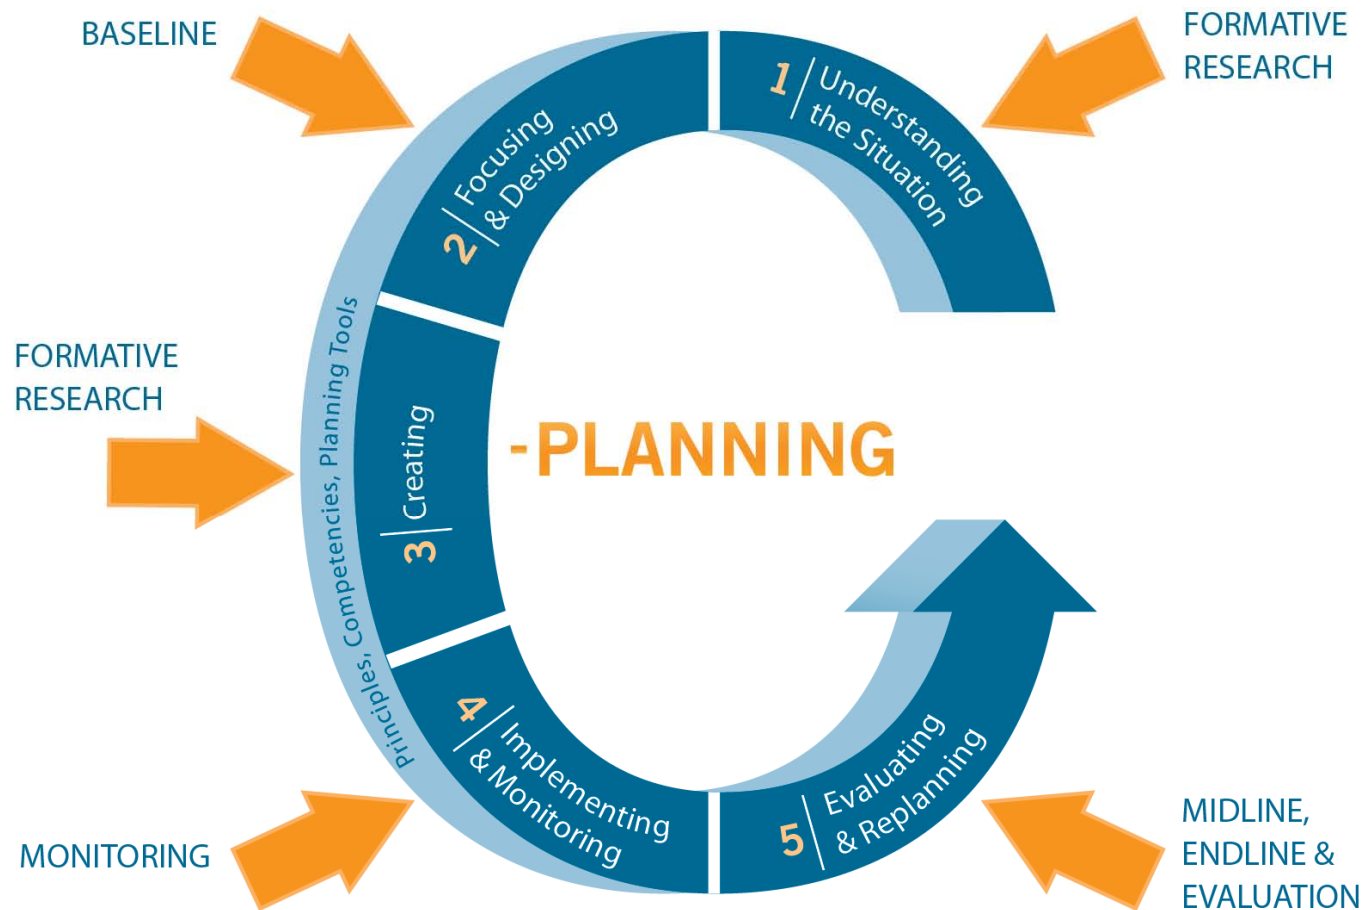 BASELINE
FORMATIVE
RESEARCH
1
Understanding
the Situation
2
Focusing
& Designing
FORMATIVE
RESEARCH
Principles, Competencies, Planning Tools
3
Creating
-PLANNING
4
Implementing
& Monitoring
MONITORING
5
Evaluating
& Replanning
MIDLINE,
ENDLINE &
EVALUATION